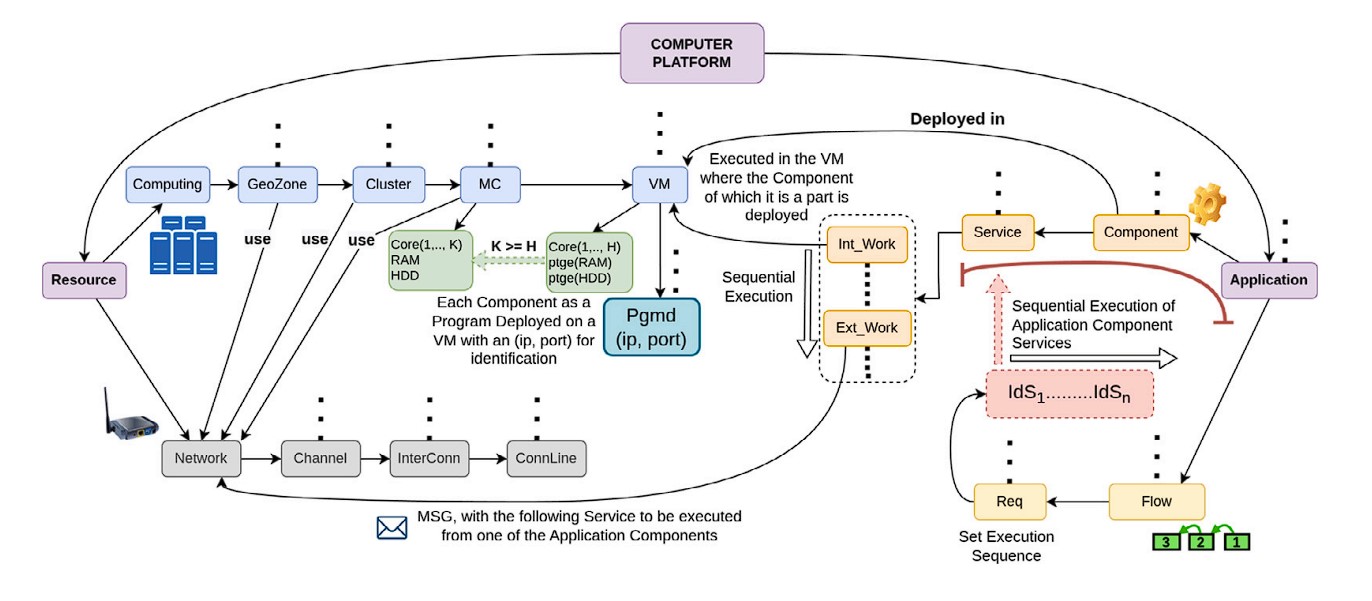 COMPUTER
PLATFORM
Deployed in
Computing
GeoZone
Cluster
MC
VM
Executed in the VM
where the Component
of which it is a part is
deployed
Service
Component
Application
Resource
use
use
use
Core(1,..., K)
RAM
HDD
K >= H
Core(1,.., H)
ptge(RAM)
ptge(HDD)
Each Component as a
Program Deployed on a
VM with an (ip, port) for
identification
Pgmd
(ip, port)
Sequential
Execution
Int_Work
Ext_Work
Sequential Execution of
Application Component
Services
IdS1.........IdSn
Network
Channel
InterConn
ConnLine
Req
Flow
Set Execution
Sequence
3
2
1
MSG, with the following Service to be executed
from one of the Application Components